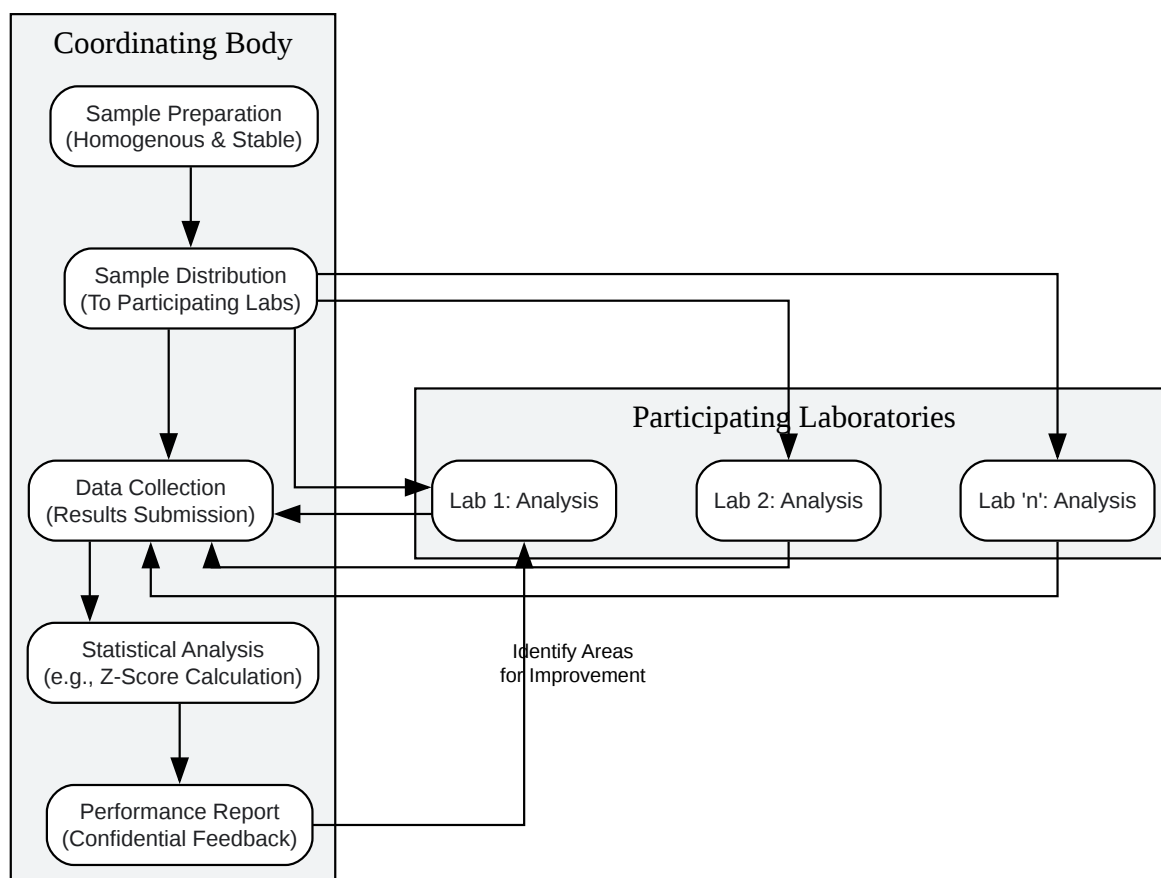 Coordinating Body
Sample Preparation
(Homogenous & Stable)
Sample Distribution
(To Participating Labs)
Participating Laboratories
Data Collection
(Results Submission)
Lab 1: Analysis
Lab 2: Analysis
Lab 'n': Analysis
Statistical Analysis
(e.g., Z-Score Calculation)
Identify Areas
for Improvement
Performance Report
(Confidential Feedback)